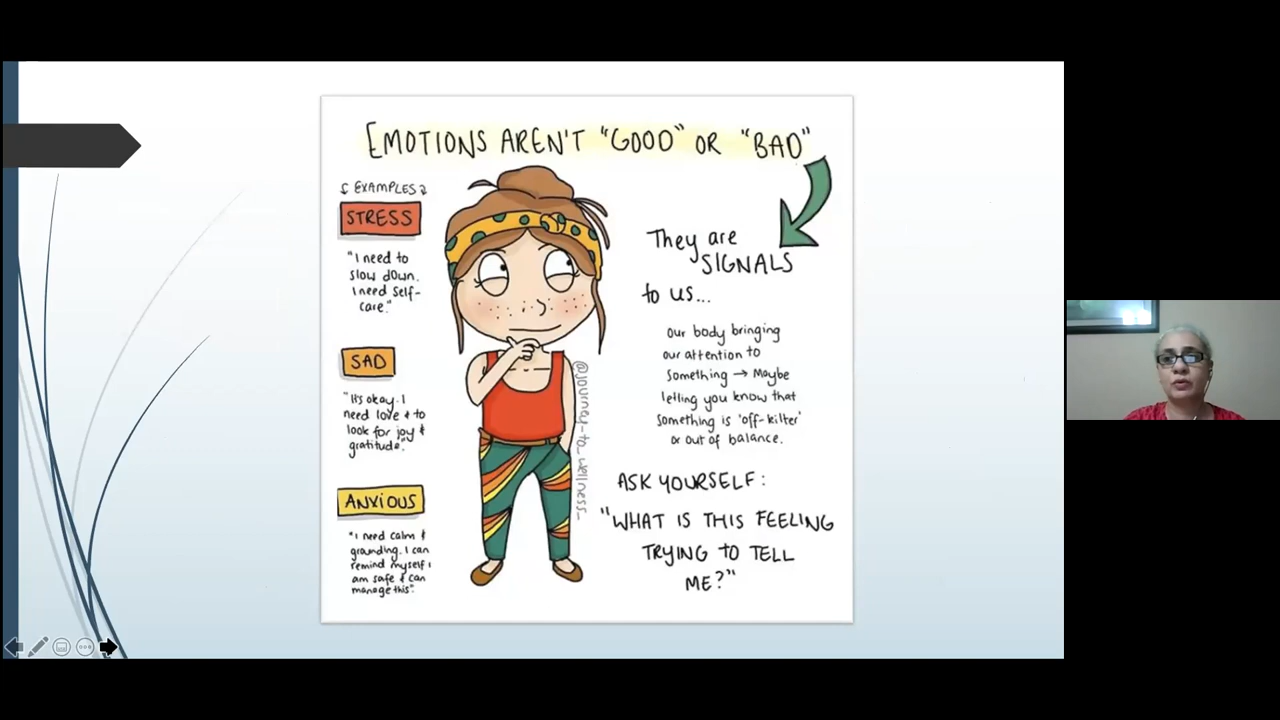 EMOTIONS AREN'T "GOOD" OR "BAD"
EXAMPLES
STRESS
"I need to
slow down.
I need self-
care."
SAD
"It's okay. I
need love & to
look for joy &
gratitude".
ANXIOUS
"I need calm &
grounding. I can
remind myself I
am safe & can
manage this".
@journey_to_wellness_
They are
SIGNALS
to us...
Our body bringing
our attention to
something → Maybe
letting you know that
something is 'off-kilter'
or out of balance.
ASK YOURSELF:
"WHAT IS THIS FEELING
TRYING TO TELL
ME?"